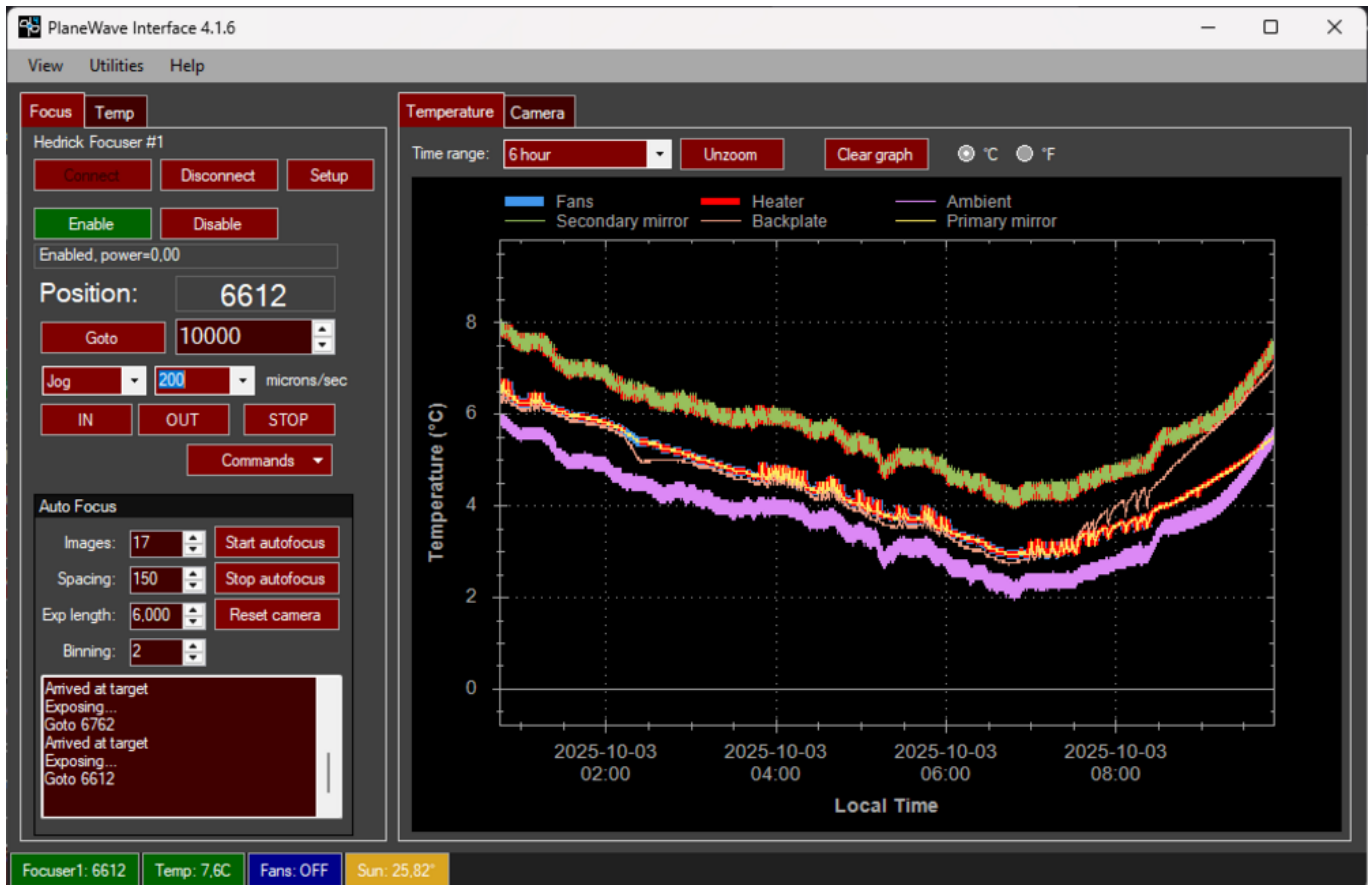 PlaneWave Interface 4.1.6
View Utilities Help
Focus Temp
Hedrick Focuser #1
Connect Disconnect Setup
Enable Disable
Enabled, power=0,00
Position: 6612
Goto 10000
Jog 200 microns/sec
IN OUT STOP
Commands
Auto Focus
Images: 17 Start autofocus
Spacing: 150 Stop autofocus
Exp length: 6,000 Reset camera
Binning: 2
Arrived at target
Exposing...
Goto 6762
Arrived at target
Exposing...
Goto 6612
Temperature Camera
Time range: 6 hour Unzoom Clear graph °C °F
Fans Heater Ambient
Secondary mirror Backplate Primary mirror
Temperature (°C)
8
6
4
2
0
2025-10-03 2025-10-03 2025-10-03 2025-10-03
02:00 04:00 06:00 08:00
Local Time
Focuser1: 6612 Temp: 7,6C Fans: OFF Sun: 25,82°